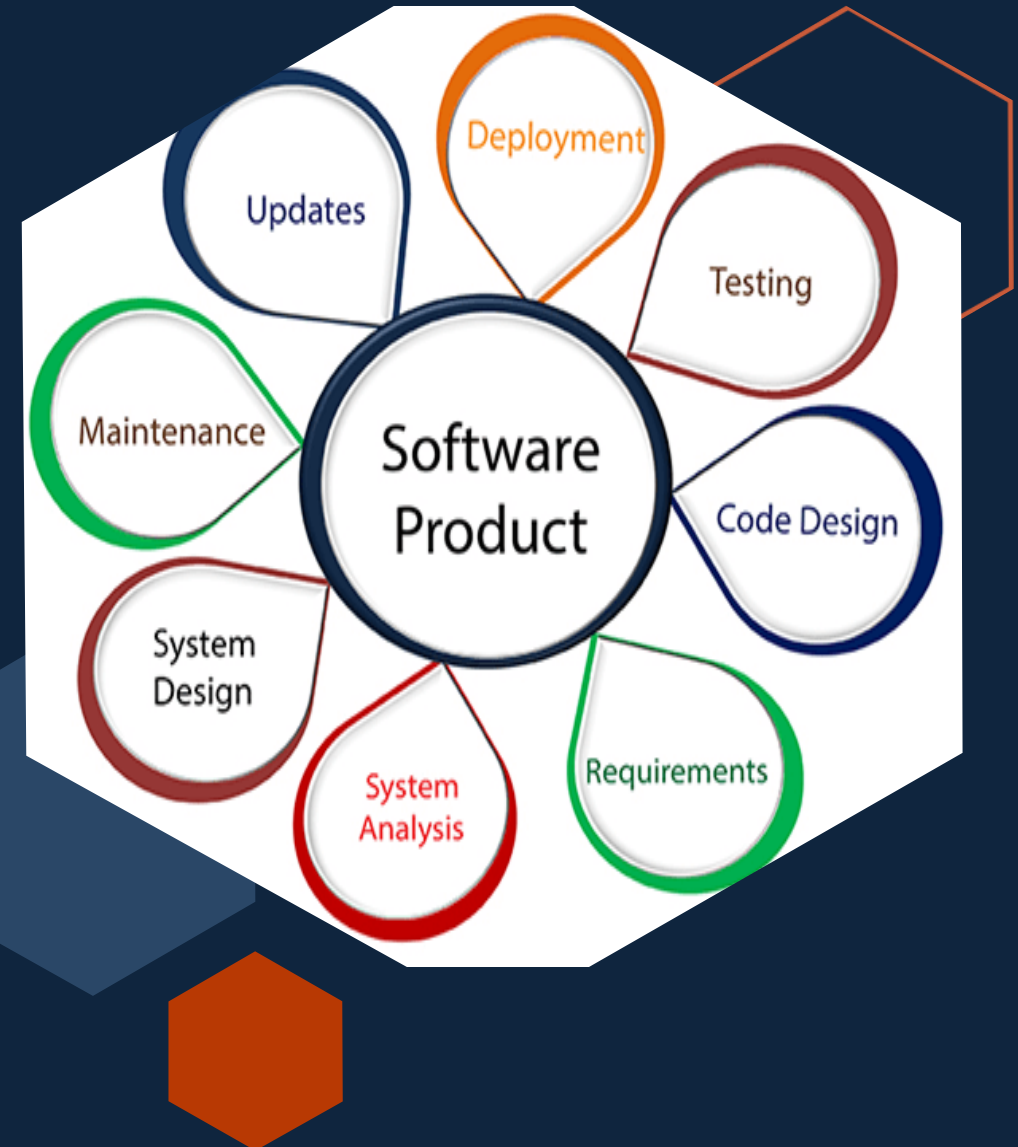 Deployment
Updates
Testing
Maintenance
Software
Product
Code Design
System
Design
System
Analysis
Requirements